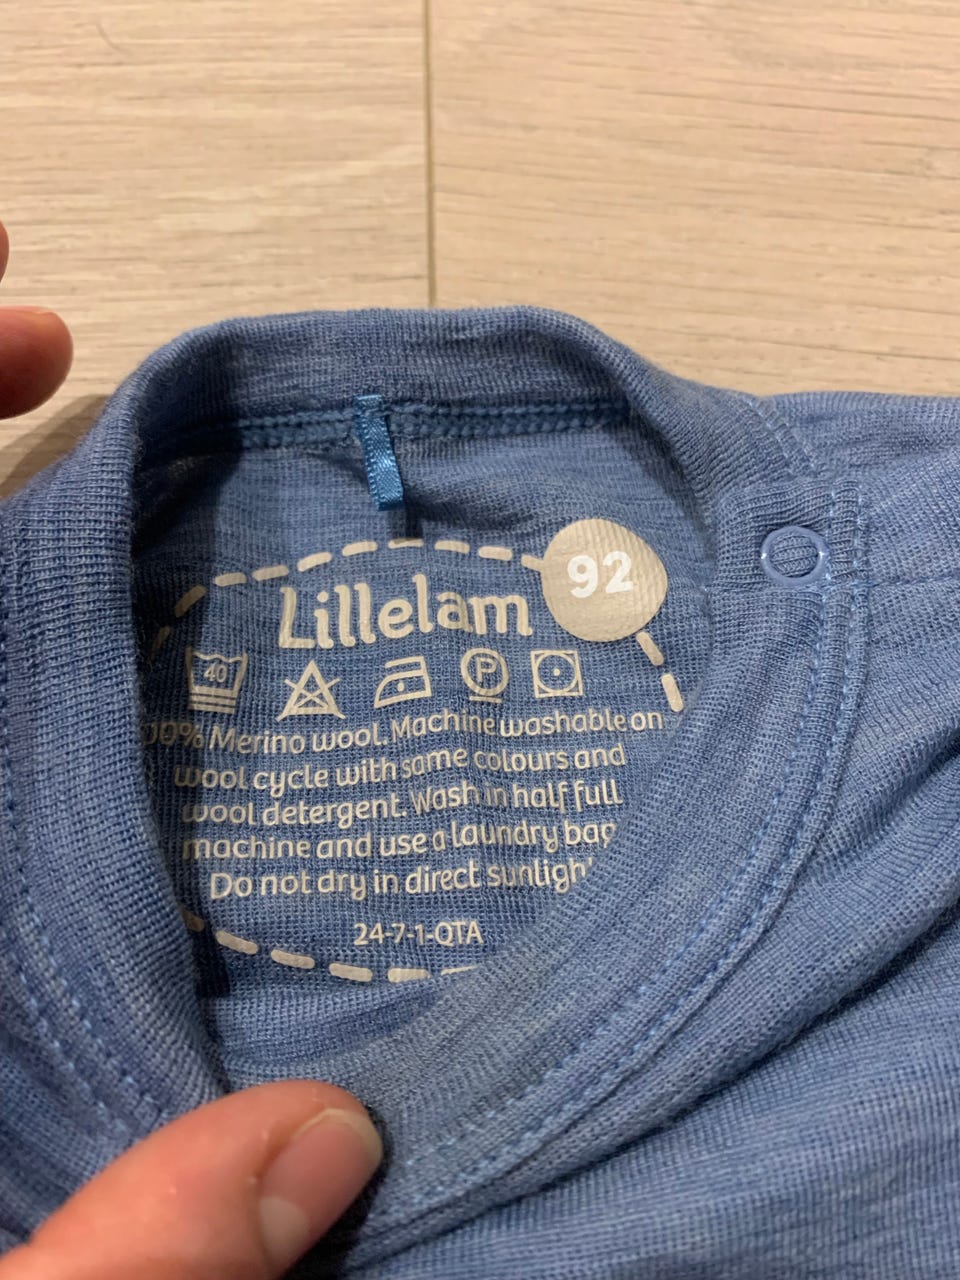 92
Lillelam
40 P
Merino wool. Machine washable on
wool cycle with same colours and
wool detergent. Wash in half full
machine and use a laundry bag
Do not dry in direct sunlight
24-7-1-QTA